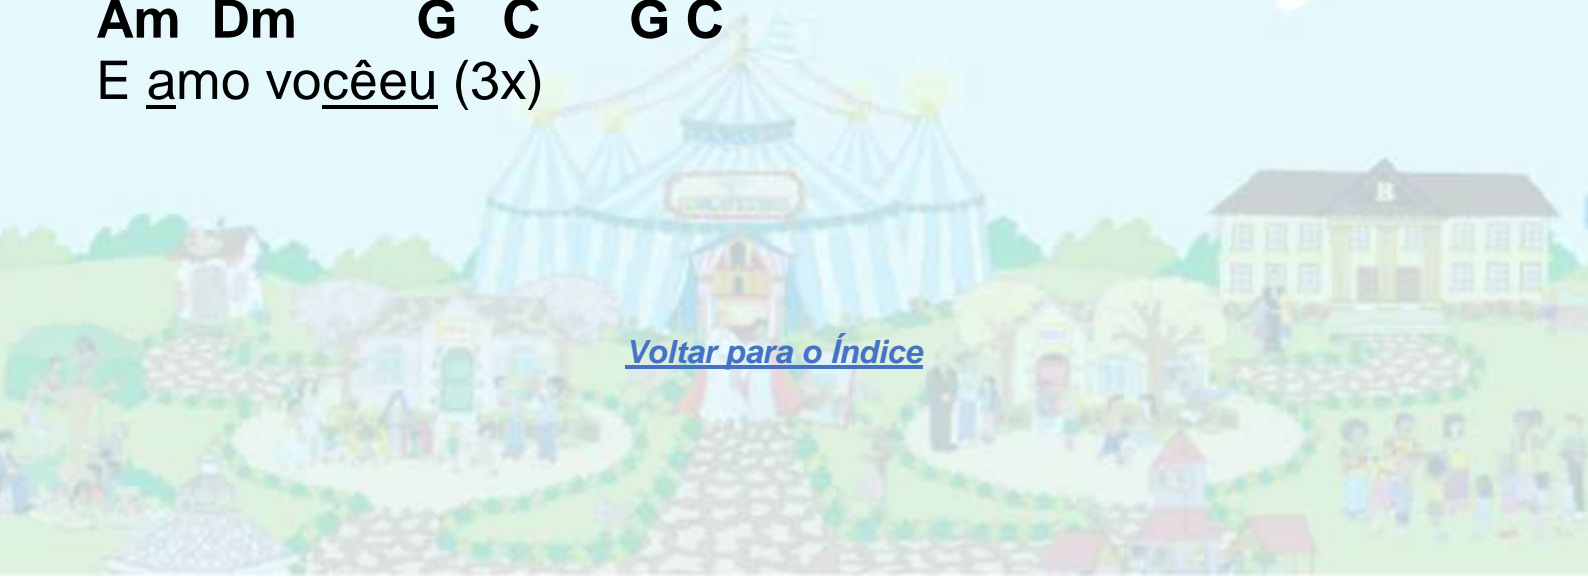 Am Dm G C G C
E amo vocêeu (3x)
B
Voltar para o Índice